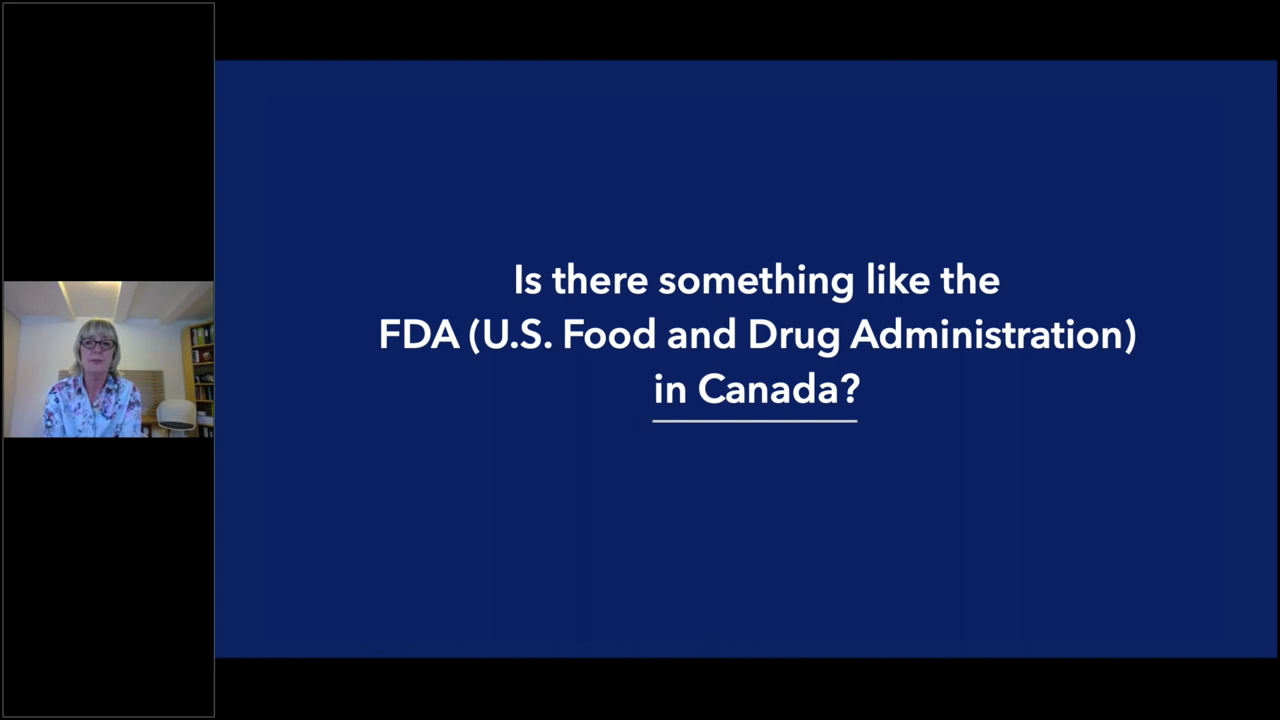 Is there something like the
FDA (U.S. Food and Drug Administration)
in Canada?